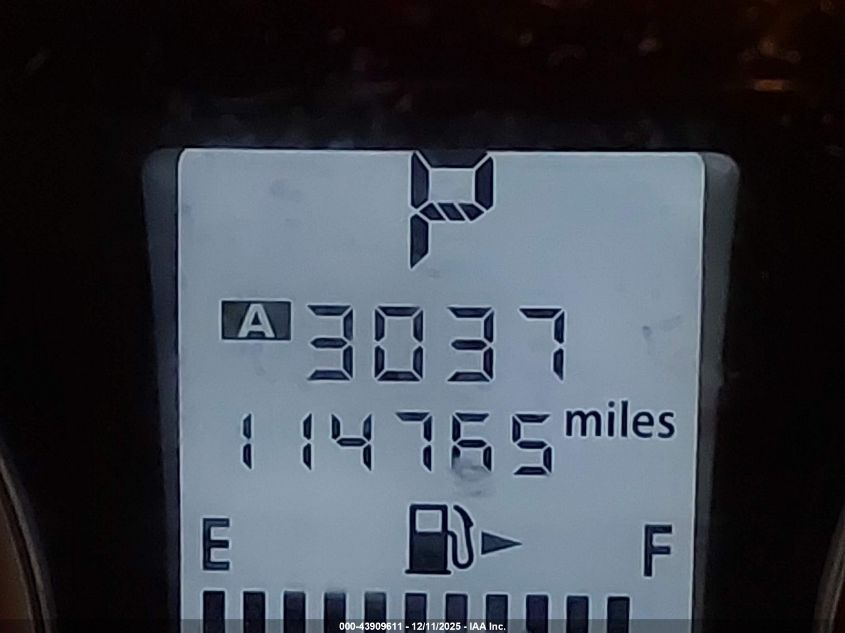 P
A 3037
114765 miles
E F
000-43909611 - 12/11/2025 - IAA Inc.